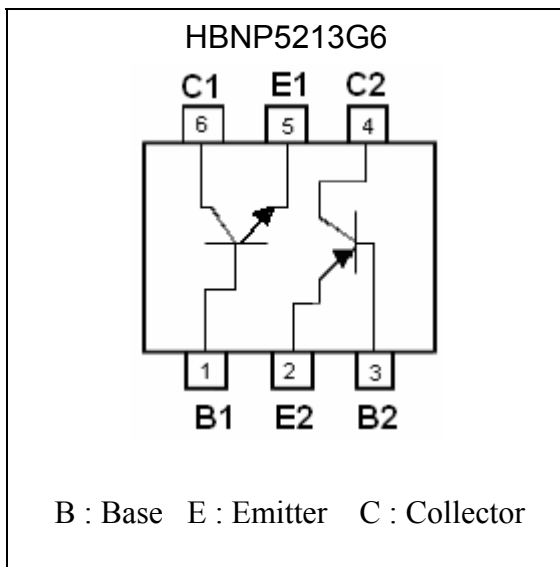 HBNP5213G6
C1 E1 C2
6 5 4
1 2 3
B1 E2 B2
B : Base E : Emitter C : Collector